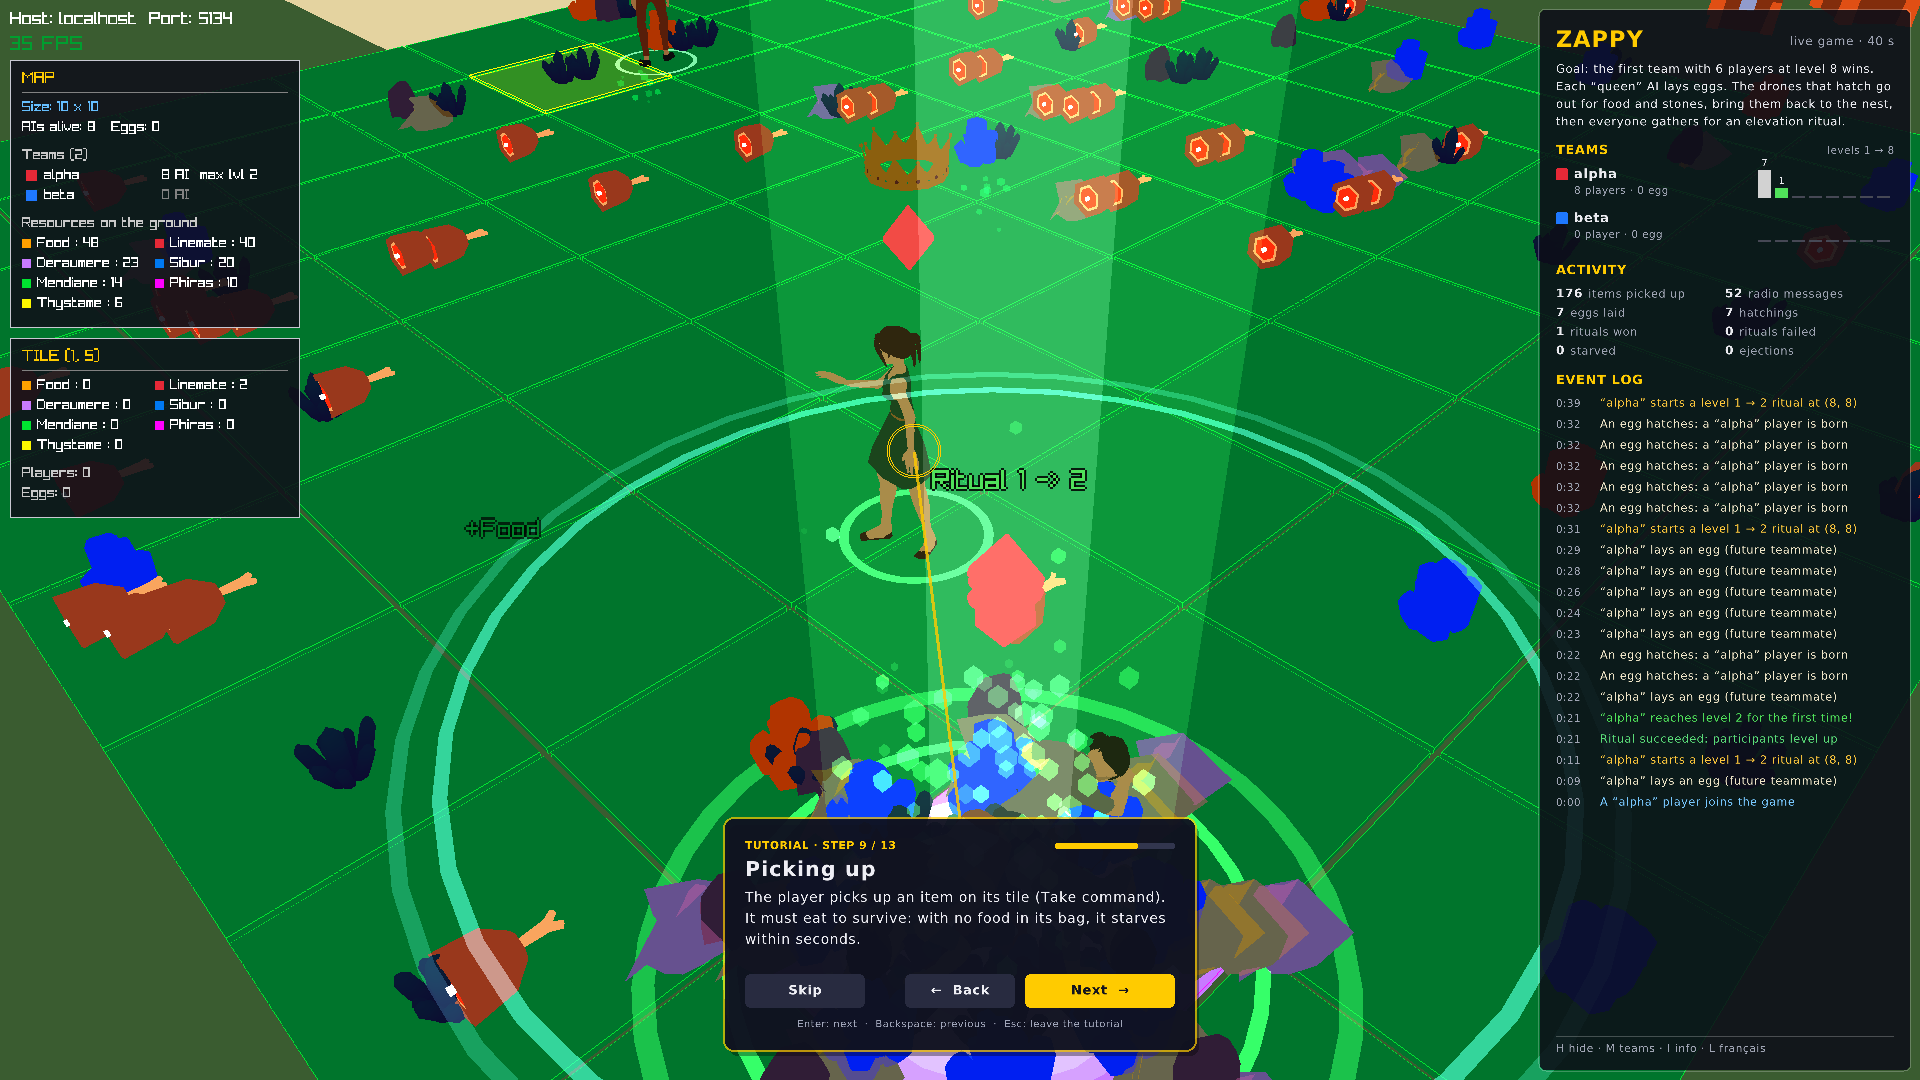 Host: localhost  Port: 5134
35 FPS
MAP
Size: 10 x 10
AIs alive: 8  Eggs: 0
Teams (2)
alpha  8 AI  max lvl 2
beta  0 AI
Resources on the ground
Food : 48  Linemate : 40
Deraumere : 23  Sibur : 20
Mendiane : 14  Phiras : 10
Thystame : 6
TILE (1, 5)
Food : 0  Linemate : 2
Deraumere : 0  Sibur : 0
Mendiane : 0  Phiras : 0
Thystame : 0
Players: 0
Eggs: 0
+Food
Ritual 1 -> 2
TUTORIAL · STEP 9 / 13
Picking up
The player picks up an item on its tile (Take command).
It must eat to survive: with no food in its bag, it starves
within seconds.
Skip  ← Back  Next →
Enter: next · Backspace: previous · Esc: leave the tutorial
ZAPPY  live game · 40 s
Goal: the first team with 6 players at level 8 wins.
Each “queen” AI lays eggs. The drones that hatch go
out for food and stones, bring them back to the nest,
then everyone gathers for an elevation ritual.
TEAMS  levels 1 → 8
alpha  7  1
8 players · 0 egg
beta
0 player · 0 egg
ACTIVITY
176 items picked up  52 radio messages
7 eggs laid  7 hatchings
1 rituals won  0 rituals failed
0 starved  0 ejections
EVENT LOG
0:39  “alpha” starts a level 1 → 2 ritual at (8, 8)
0:32  An egg hatches: a “alpha” player is born
0:32  An egg hatches: a “alpha” player is born
0:32  An egg hatches: a “alpha” player is born
0:32  An egg hatches: a “alpha” player is born
0:32  An egg hatches: a “alpha” player is born
0:31  “alpha” starts a level 1 → 2 ritual at (8, 8)
0:29  “alpha” lays an egg (future teammate)
0:28  “alpha” lays an egg (future teammate)
0:26  “alpha” lays an egg (future teammate)
0:24  “alpha” lays an egg (future teammate)
0:23  “alpha” lays an egg (future teammate)
0:22  An egg hatches: a “alpha” player is born
0:22  An egg hatches: a “alpha” player is born
0:22  “alpha” lays an egg (future teammate)
0:21  “alpha” reaches level 2 for the first time!
0:21  Ritual succeeded: participants level up
0:11  “alpha” starts a level 1 → 2 ritual at (8, 8)
0:09  “alpha” lays an egg (future teammate)
0:00  A “alpha” player joins the game
H hide · M teams · I info · L français